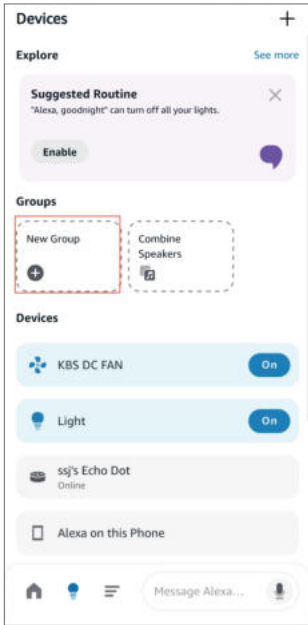 Devices
Explore
See more
Suggested Routine
"Alexa, goodnight" can turn off all your lights.
Enable
Groups
New Group
Combine
Speakers
Devices
KBS DC FAN
On
Light
On
ssj's Echo Dot
Online
Alexa on this Phone
Message Alexa...